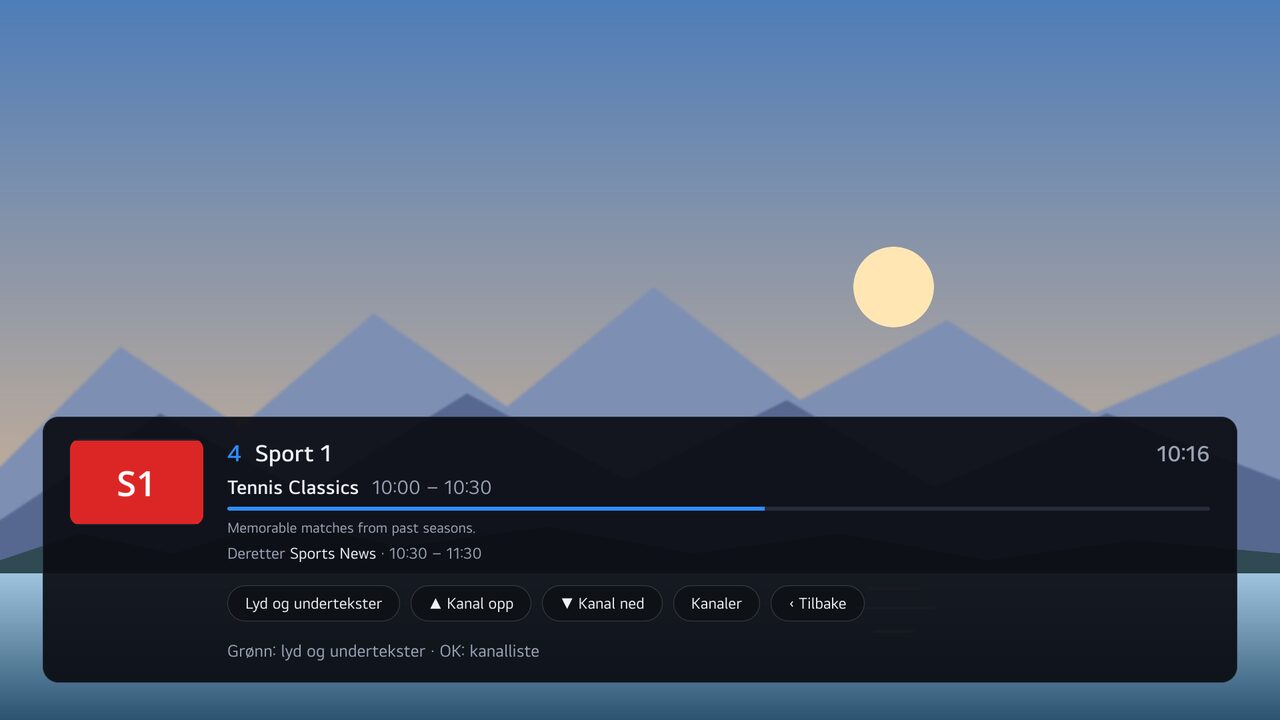 S1
4 Sport 1
10:16
Tennis Classics 10:00 – 10:30
Memorable matches from past seasons.
Deretter Sports News · 10:30 – 11:30
Lyd og undertekster
▲ Kanal opp
▼ Kanal ned
Kanaler
‹ Tilbake
Grønn: lyd og undertekster · OK: kanalliste